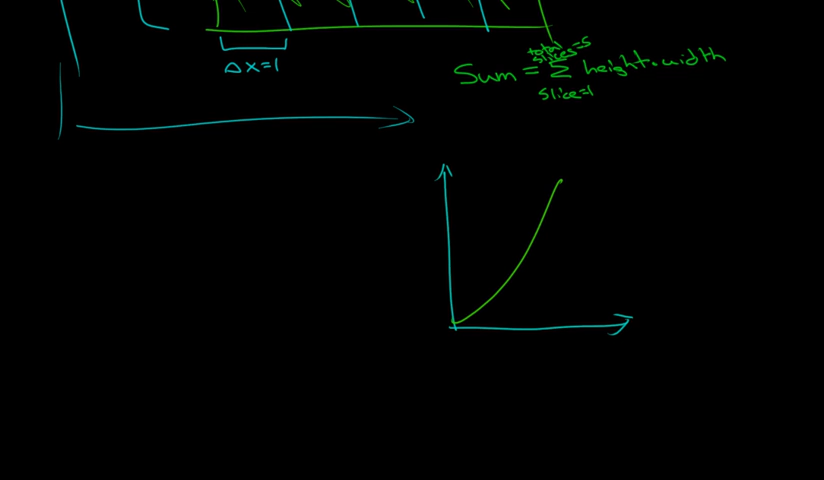 total
slices=5
Sum = Σ height·width
slice=1
Δx=1